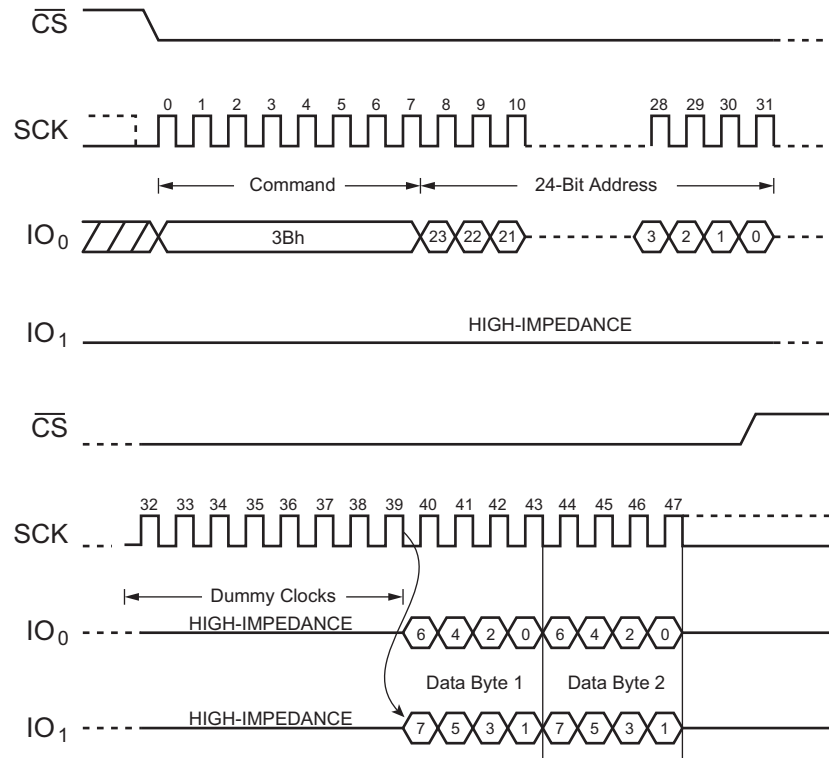 CS
0 1 2 3 4 5 6 7 8 9 10 28 29 30 31
SCK
Command 24-Bit Address
IO0 3Bh 23 22 21 3 2 1 0
HIGH-IMPEDANCE
IO1
CS
32 33 34 35 36 37 38 39 40 41 42 43 44 45 46 47
SCK
Dummy Clocks
IO0 HIGH-IMPEDANCE 6 4 2 0 6 4 2 0
Data Byte 1 Data Byte 2
IO1 HIGH-IMPEDANCE 7 5 3 1 7 5 3 1